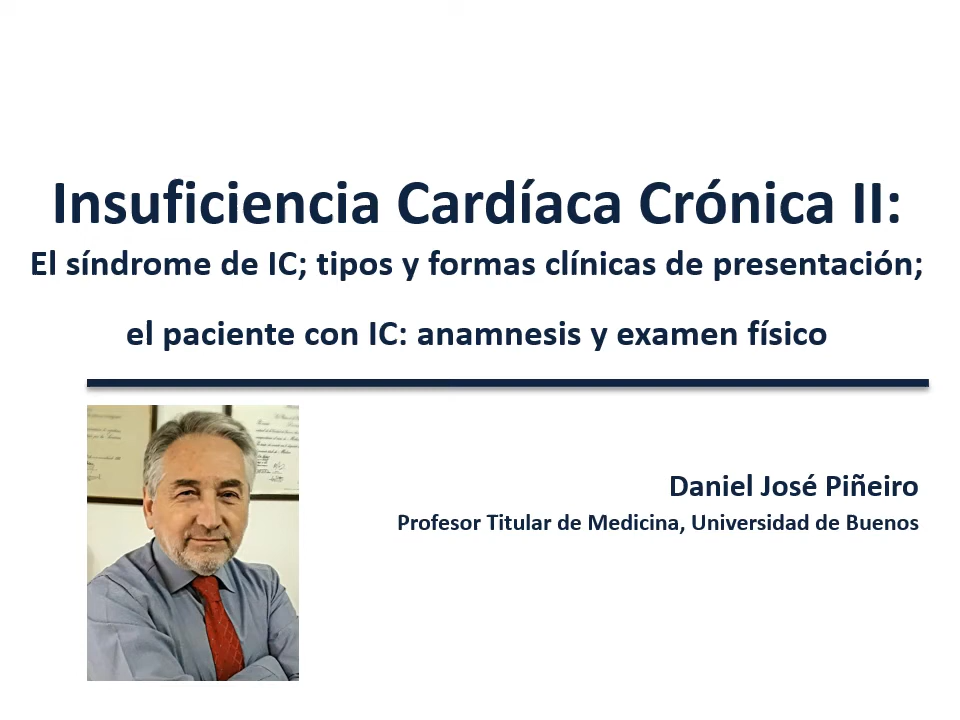 Insuficiencia Cardíaca Crónica II:
El síndrome de IC; tipos y formas clínicas de presentación;
el paciente con IC: anamnesis y examen físico
Daniel José Piñeiro
Profesor Titular de Medicina, Universidad de Buenos